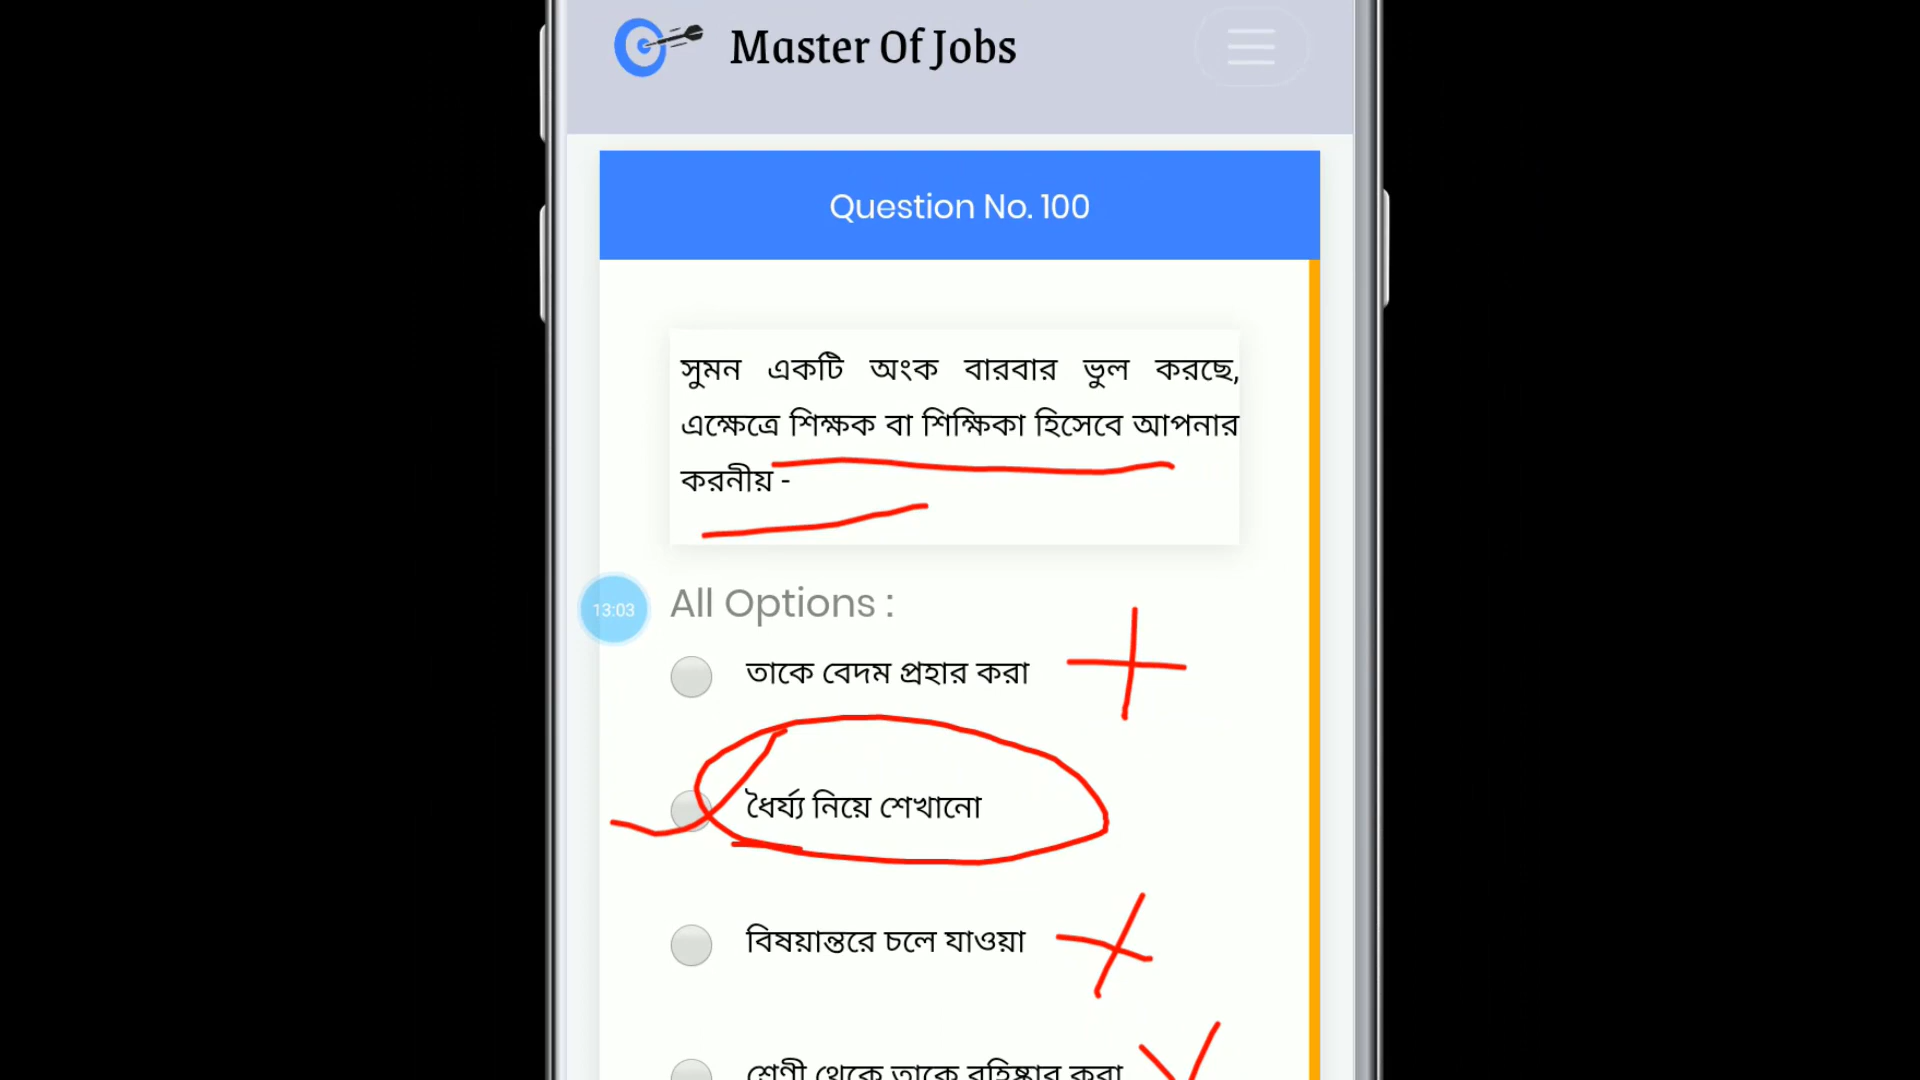 Master Of Jobs
Question No. 100
সুমন একটি অংক বারবার ভুল করছে,
এক্ষেত্রে শিক্ষক বা শিক্ষিকা হিসেবে আপনার
করনীয় -
13:03
All Options :
তাকে বেদম প্রহার করা
ধৈর্য্য নিয়ে শেখানো
বিষয়ান্তরে চলে যাওয়া
শ্রেণী থেকে তাকে বহিষ্কার করা